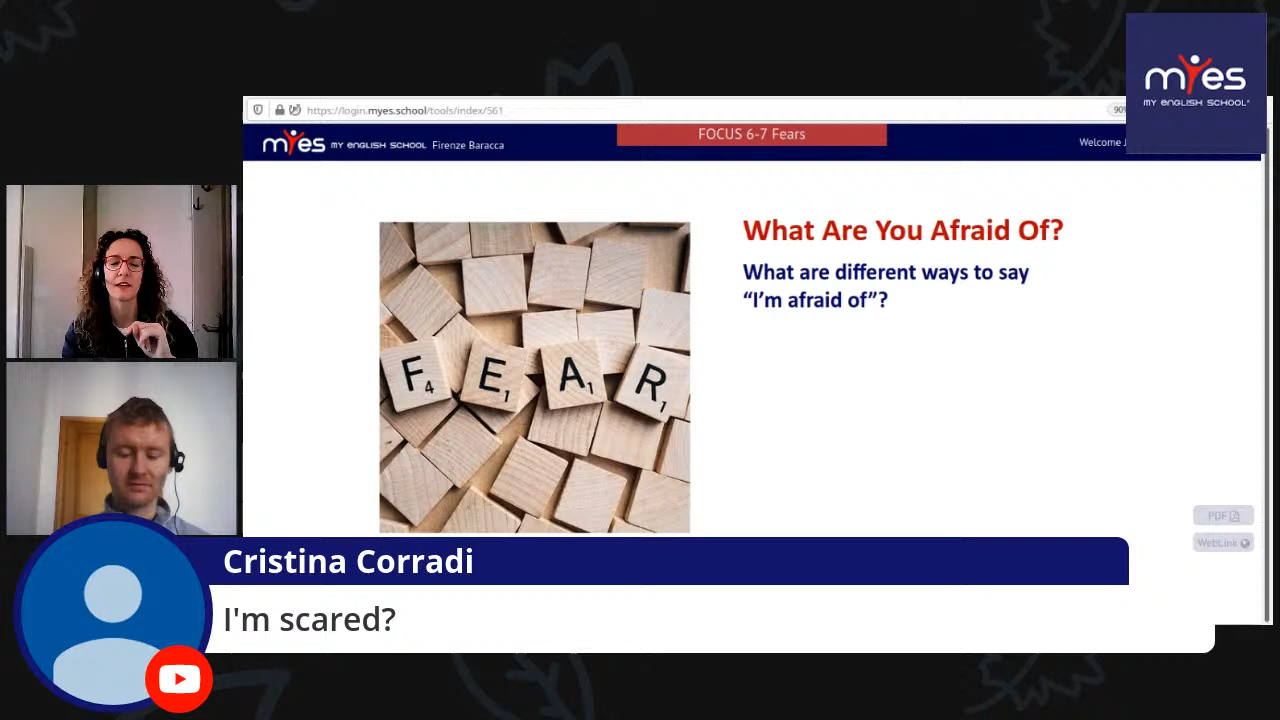 myes
MY ENGLISH SCHOOL®
https://login.myes.school/tools/index/561
90%
myes MY ENGLISH SCHOOL Firenze Baracca
FOCUS 6-7 Fears
Welcome J
What Are You Afraid Of?
What are different ways to say
“I’m afraid of”?
F4 E1 A1 R1
PDF
WebLink
Cristina Corradi
I'm scared?